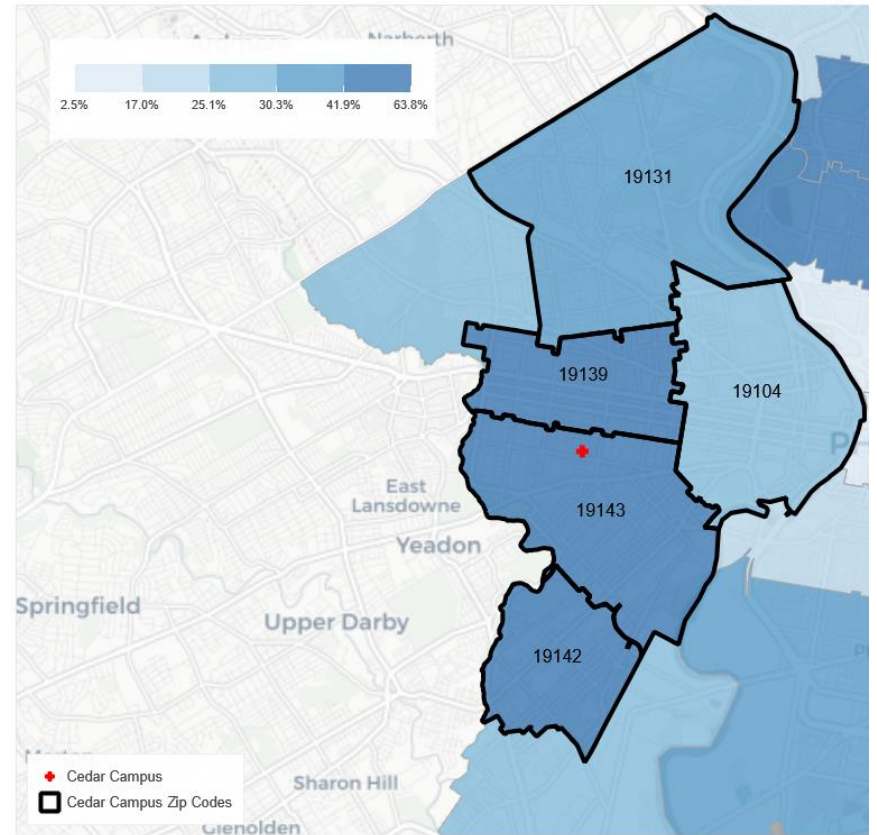 Narberth
2.5% 17.0% 25.1% 30.3% 41.9% 63.8%
19131
19139
19104
East
Lansdowne
19143
Yeadon
Springfield
Upper Darby
19142
Cedar Campus
Sharon Hill
Cedar Campus Zip Codes
Glenolden